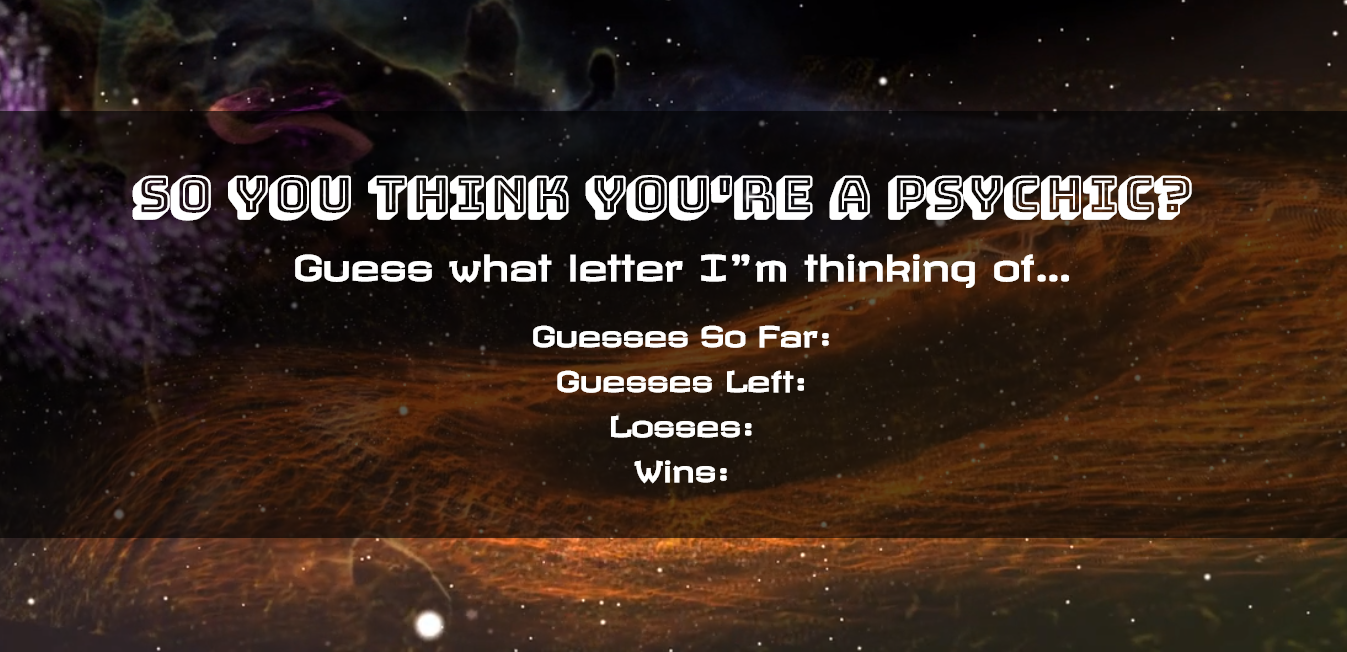 SO YOU THINK YOU'RE A PSYCHIC?
Guess what letter I"m thinking of...
Guesses So Far:
Guesses Left:
Losses:
Wins: